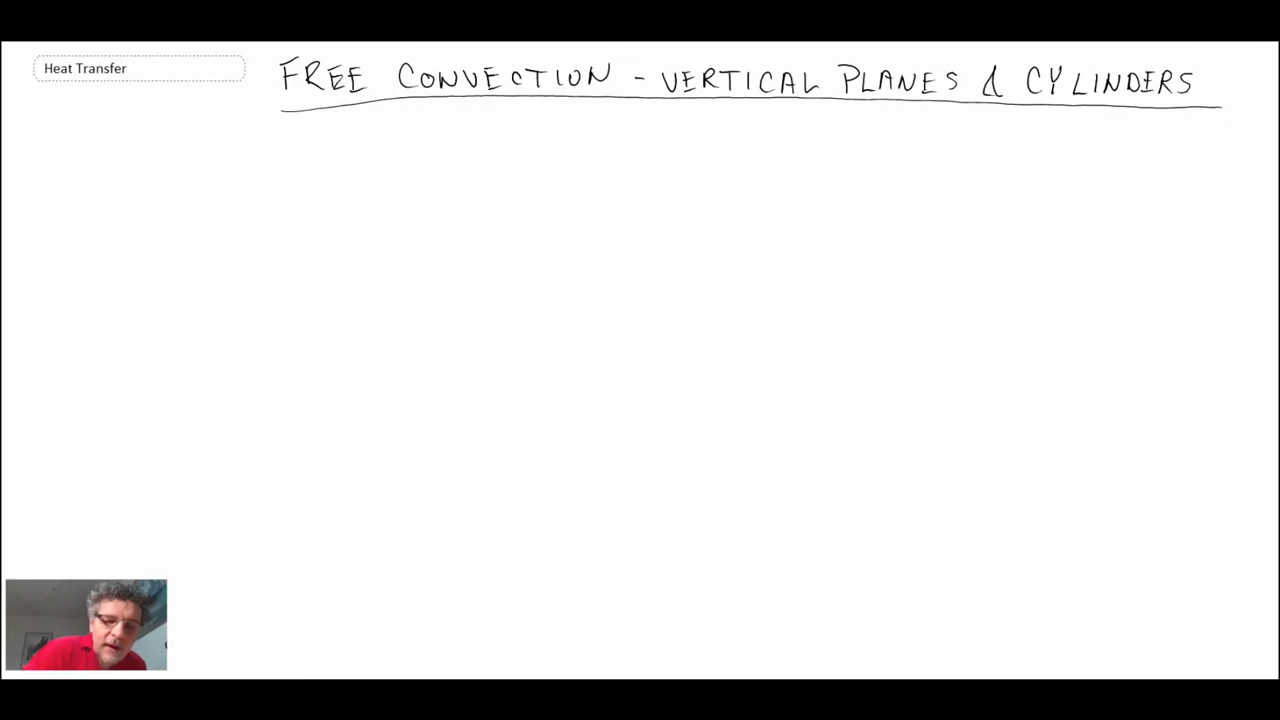 Heat Transfer
FREE CONVECTION - VERTICAL PLANES & CYLINDERS